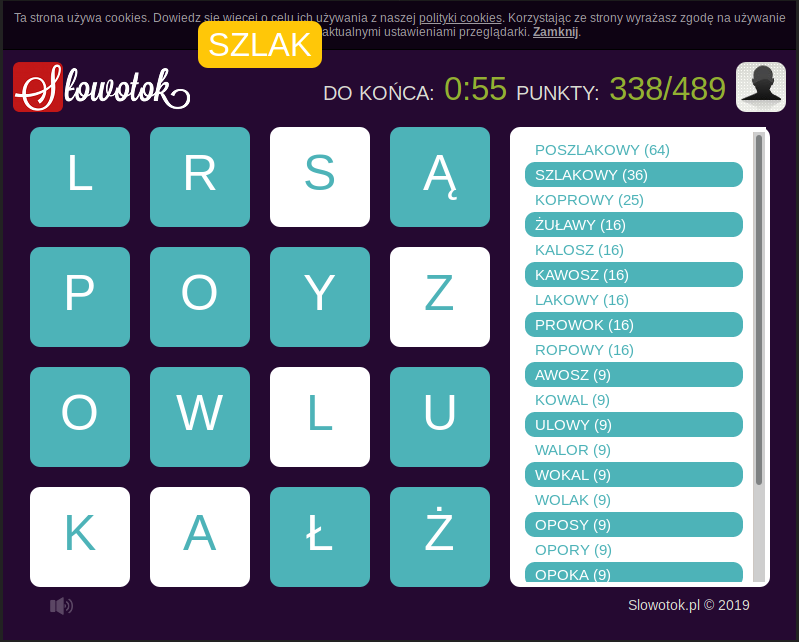 Ta strona używa cookies. Dowiedz się więcej o celu ich używania z naszej polityki cookies. Korzystając ze strony wyrażasz zgodę na używanie
aktualnymi ustawieniami przeglądarki. Zamknij.
SZLAK
Slowotok
DO KOŃCA: 0:55 PUNKTY: 338/489
L R S Ą
P O Y Z
O W L U
K A Ł Ż
POSZLAKOWY (64)
SZLAKOWY (36)
KOPROWY (25)
ŻUŁAWY (16)
KALOSZ (16)
KAWOSZ (16)
LAKOWY (16)
PROWOK (16)
ROPOWY (16)
AWOSZ (9)
KOWAL (9)
ULOWY (9)
WALOR (9)
WOKAL (9)
WOLAK (9)
OPOSY (9)
OPORY (9)
OPOKA (9)
Slowotok.pl © 2019